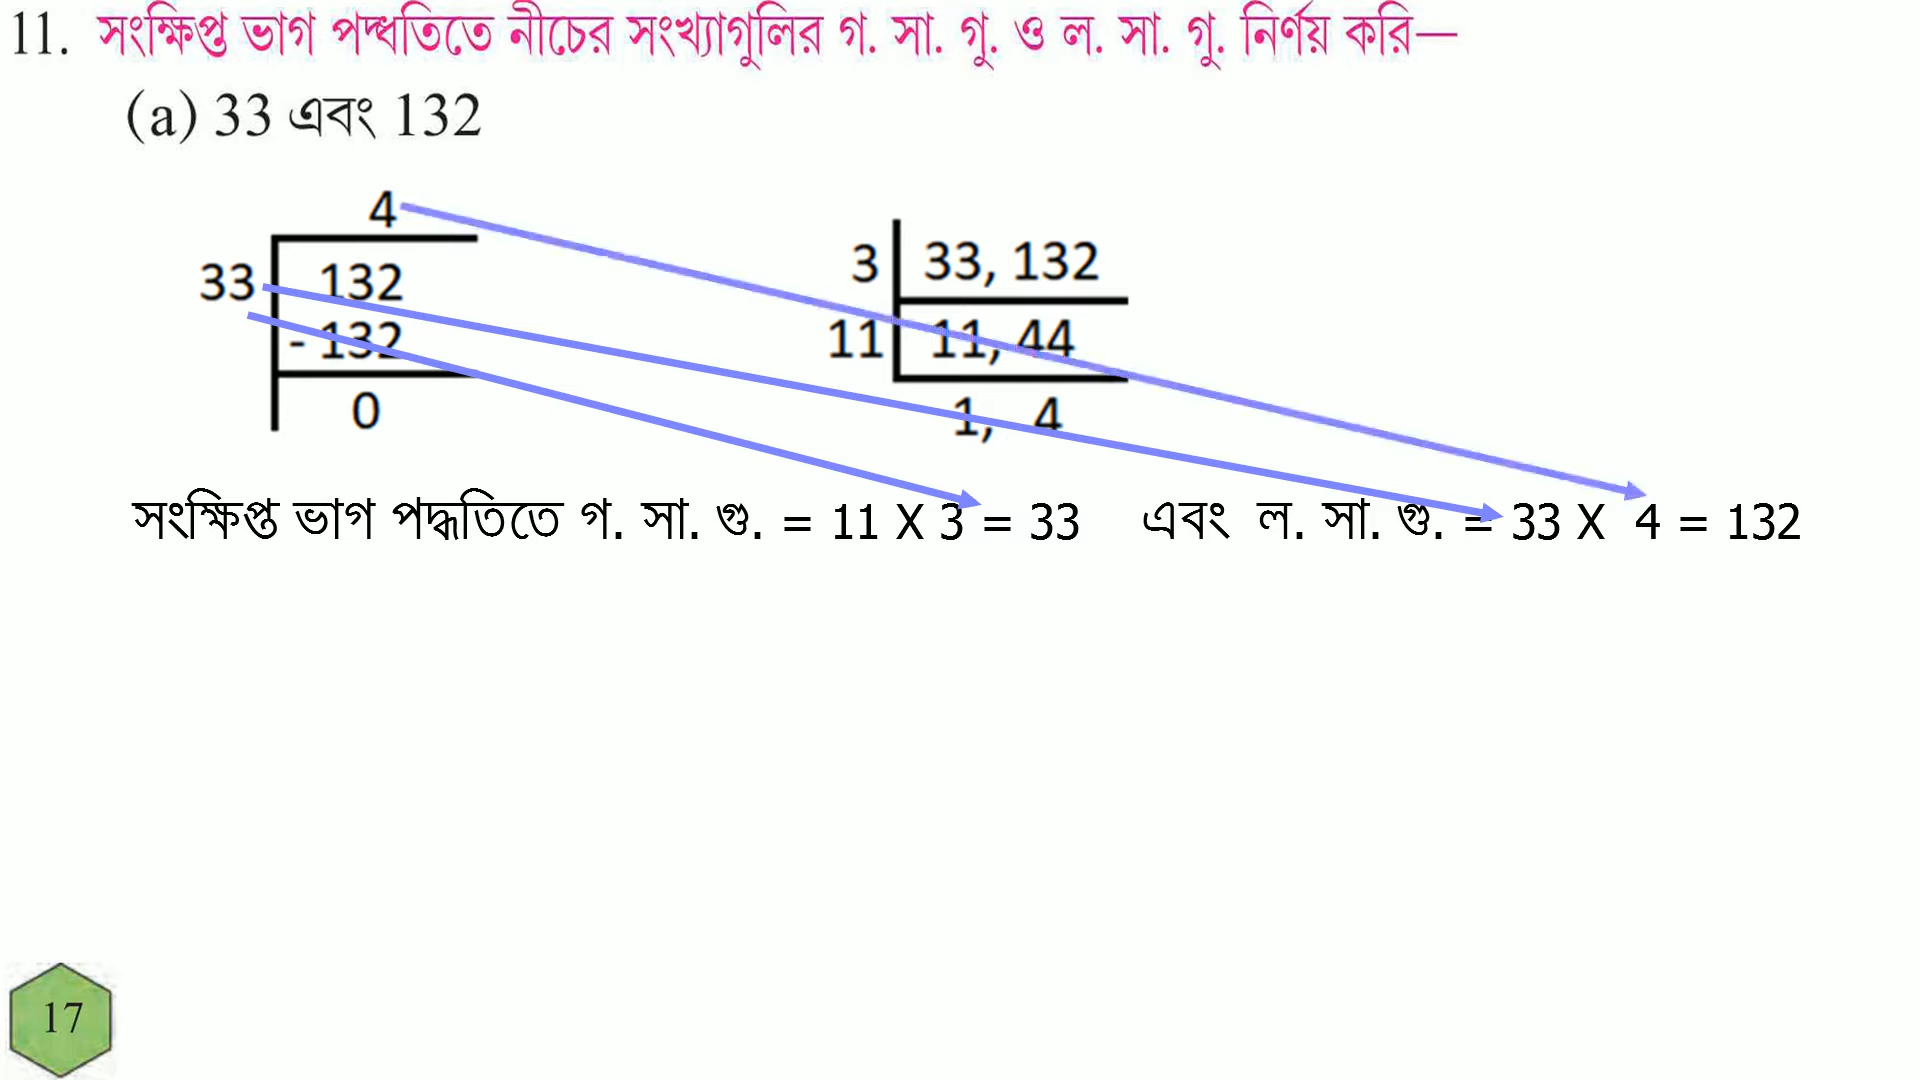 11. সংক্ষিপ্ত ভাগ পদ্ধতিতে নীচের সংখ্যাগুলির গ. সা. গু. ও ল. সা. গু. নির্ণয় করি—
(a) 33 এবং 132
4
33 132
- 132
0
3 33, 132
11 11, 44
1, 4
সংক্ষিপ্ত ভাগ পদ্ধতিতে গ. সা. গু. = 11 X 3 = 33 এবং ল. সা. গু. = 33 X 4 = 132
17